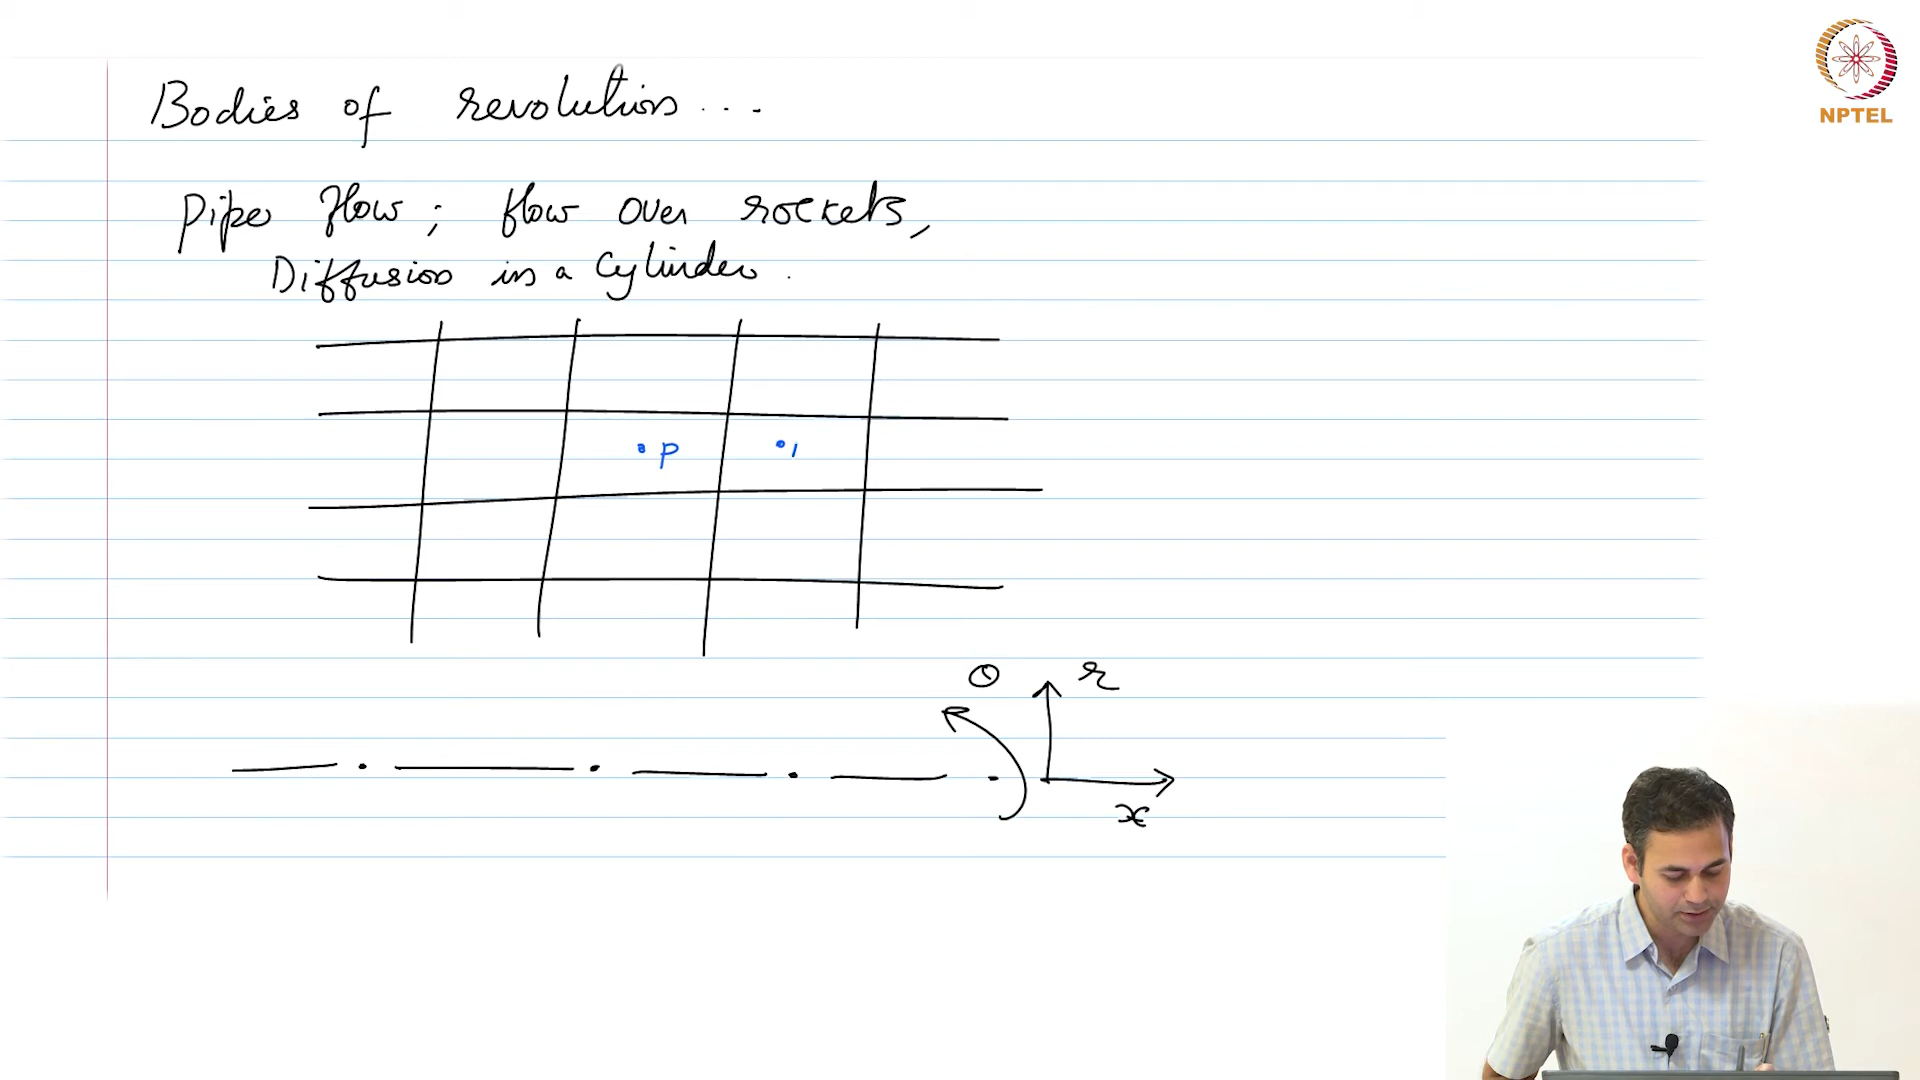 Bodies of revolution...
NPTEL
Pipe flow; flow over rockets,
Diffusion in a cylinder.
P 1
θ r
x